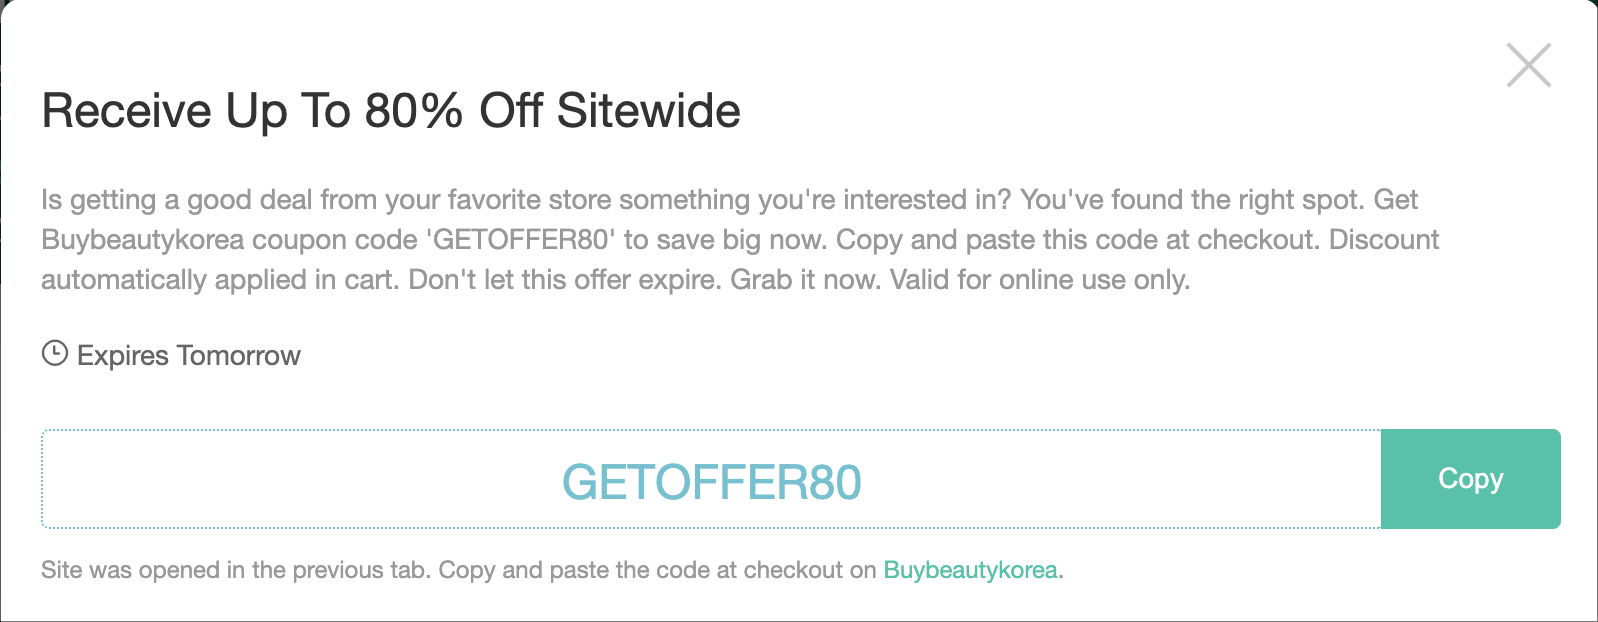 Receive Up To 80% Off Sitewide
Is getting a good deal from your favorite store something you're interested in? You've found the right spot. Get
Buybeautykorea coupon code 'GETOFFER80' to save big now. Copy and paste this code at checkout. Discount
automatically applied in cart. Don't let this offer expire. Grab it now. Valid for online use only.
Expires Tomorrow
GETOFFER80
Copy
Site was opened in the previous tab. Copy and paste the code at checkout on Buybeautykorea.